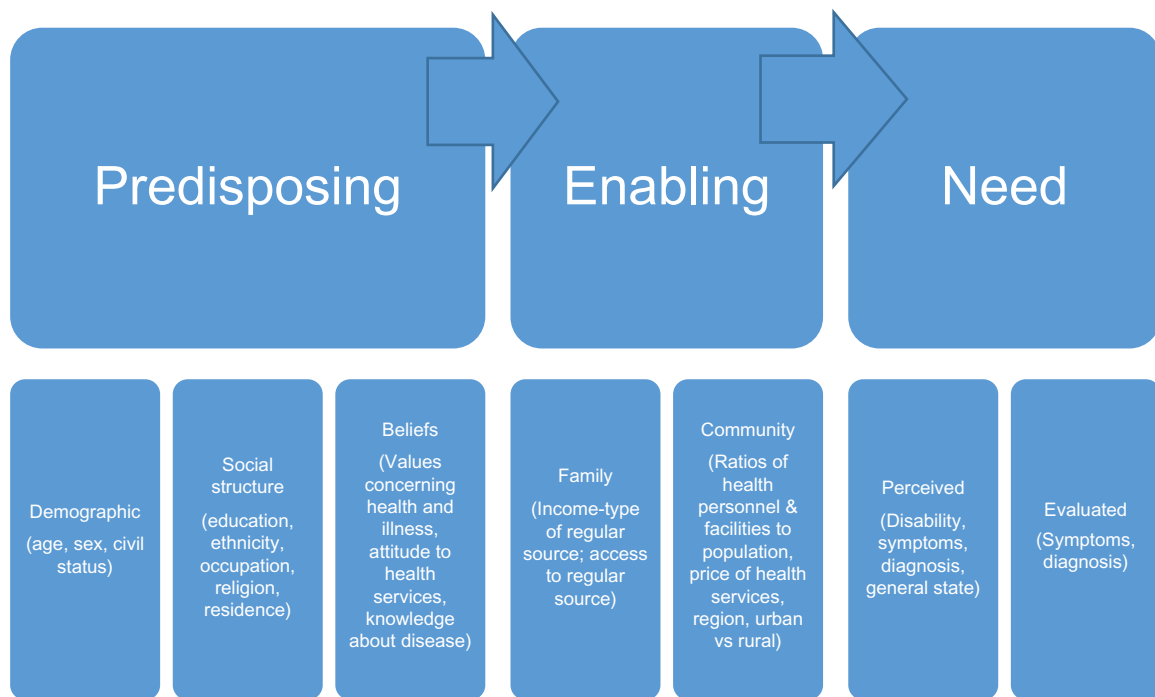 Predisposing
Enabling
Need
Demographic
(age, sex, civil
status)
Social
structure
(education,
ethnicity,
occupation,
religion,
residence)
Beliefs
(Values
concerning
health and
illness,
attitude to
health
services,
knowledge
about disease)
Family
(Income-type
of regular
source; access
to regular
source)
Community
(Ratios of
health
personnel &
facilities to
population,
price of health
services,
region, urban
vs rural)
Perceived
(Disability,
symptoms,
diagnosis,
general state)
Evaluated
(Symptoms,
diagnosis)